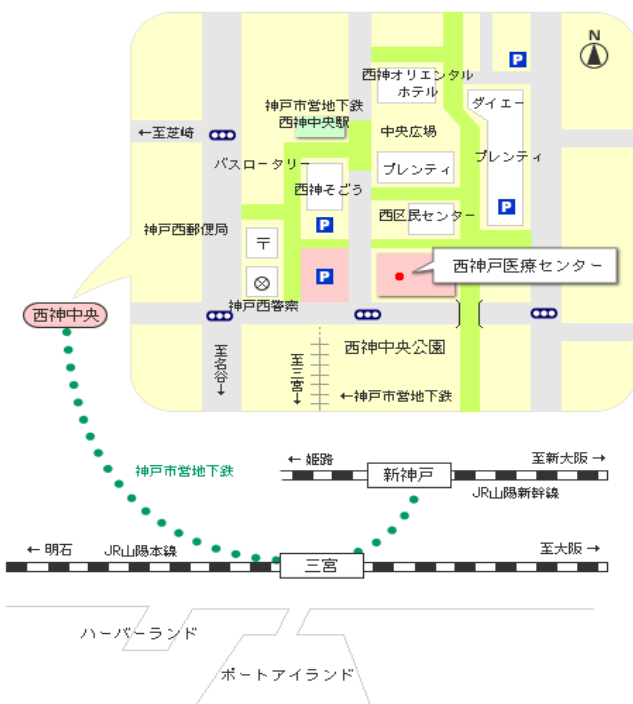 N
P
西神オリエンタル
ホテル
ダイエー
神戸市営地下鉄
西神中央駅
中央広場
←至芝崎
バスロータリー
プレンティ
プレンティ
西神そごう
P
西区民センター
P
神戸西郵便局
〒
P
西神戸医療センター
神戸西警察
西神中央
西神中央公園
至名谷→
至三宮→
←神戸市営地下鉄
← 姫路
至新大阪 →
神戸市営地下鉄
新神戸
JR山陽新幹線
← 明石
JR山陽本線
至大阪 →
三宮
ハーバーランド
ポートアイランド